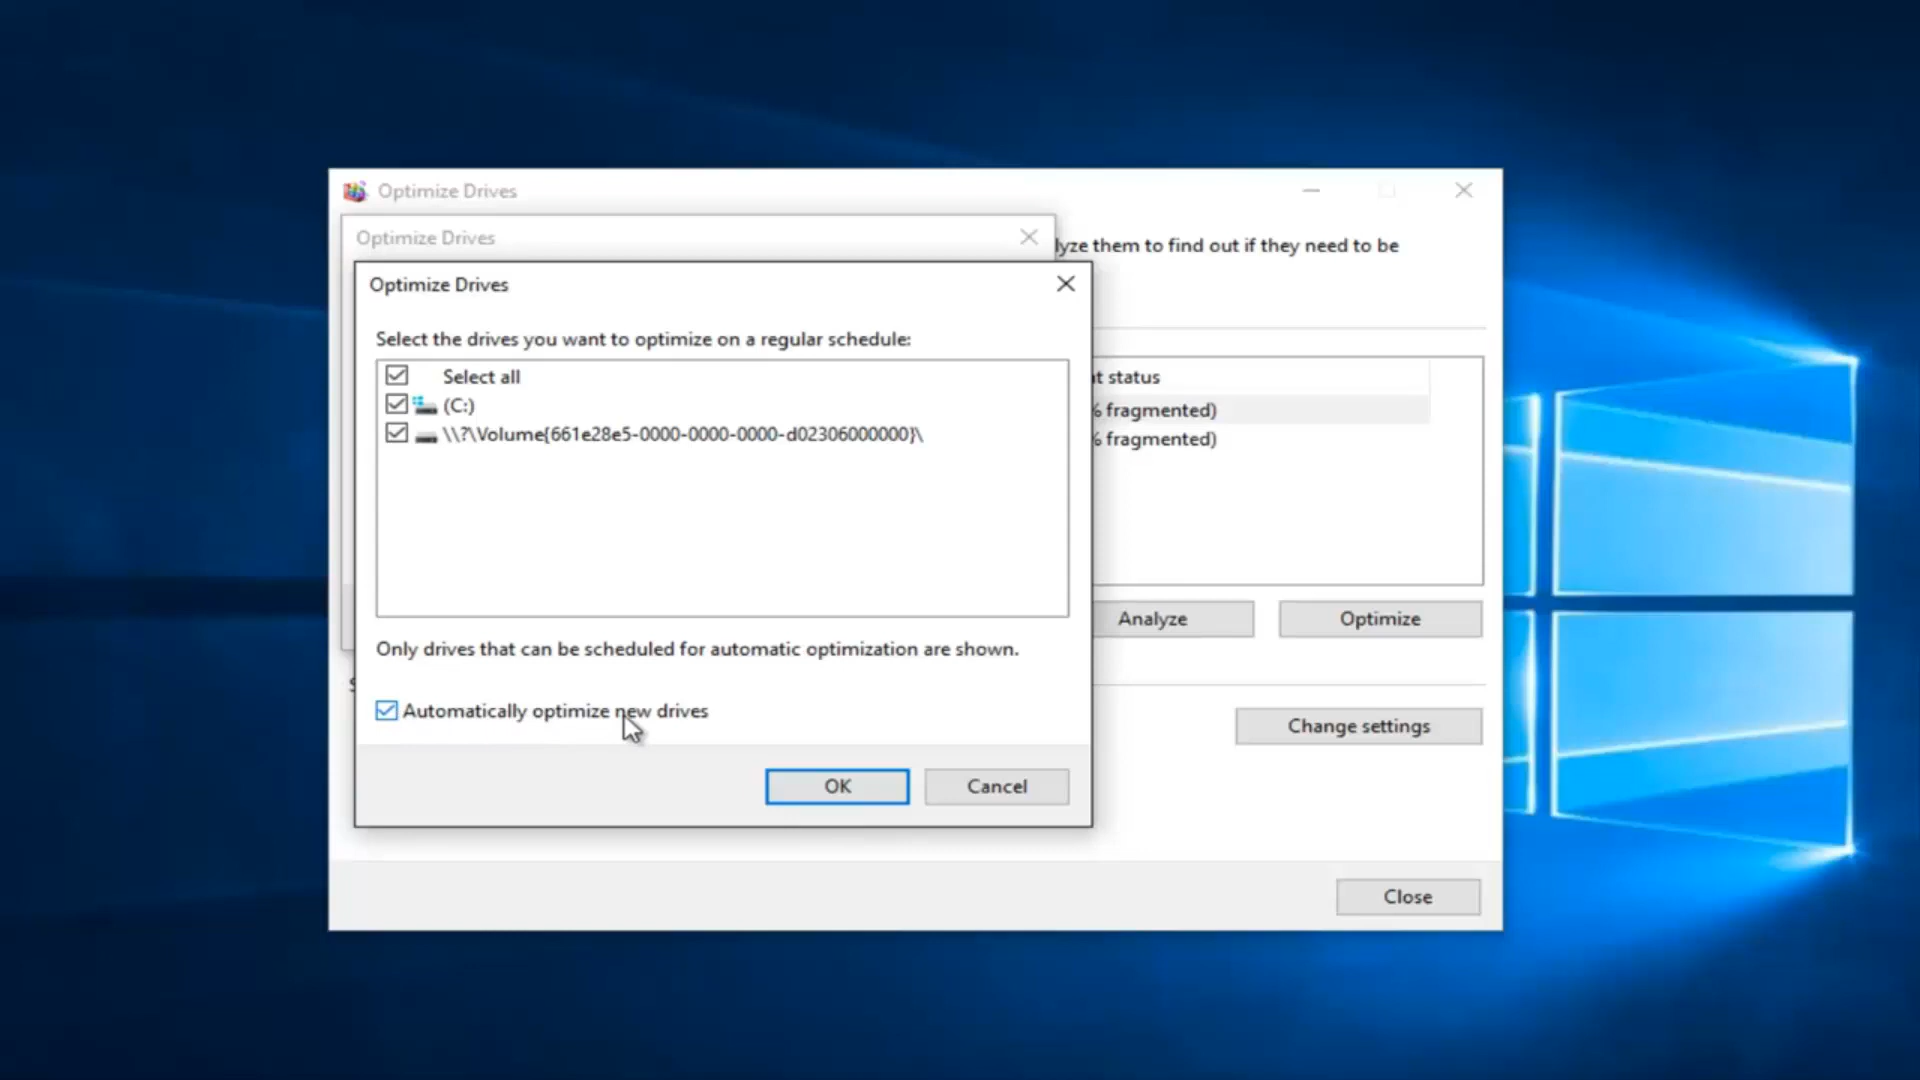 Optimize Drives
Optimize Drives
lyze them to find out if they need to be
Optimize Drives
Select the drives you want to optimize on a regular schedule:
Select all
(C:)
\\?\Volume{661e28e5-0000-0000-0000-d02306000000}\
t status
% fragmented)
% fragmented)
Analyze
Optimize
Only drives that can be scheduled for automatic optimization are shown.
Automatically optimize new drives
Change settings
OK
Cancel
Close